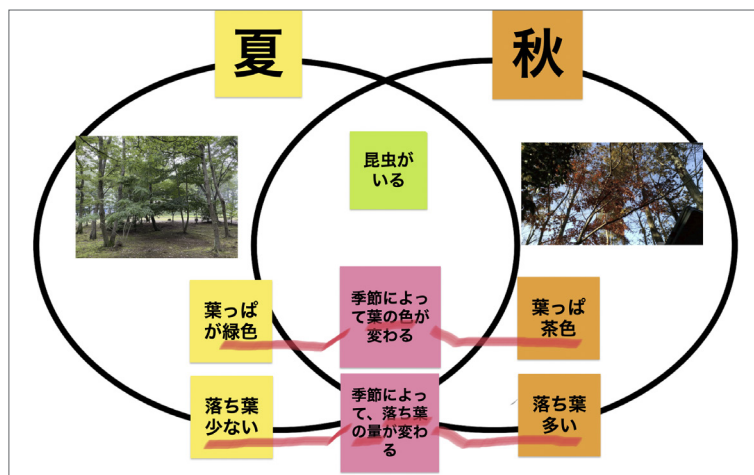 夏
秋
昆虫が
いる
葉っぱ
が緑色
季節によっ
て葉の色が
変わる
葉っぱ
茶色
落ち葉
少ない
季節によっ
て、落ち葉
の量が変わ
る
落ち葉
多い